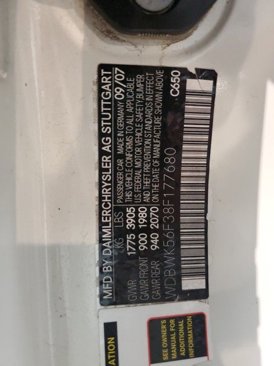 MFD BY DAIMLERCHRYSLER AG STUTTGART
PASSENGER CAR MADE IN GERMANY 09/07
KG LBS
GVWR 1775 3905
GAWR FRONT 900 1980
GAWR REAR 940 2070
THIS VEHICLE CONFORMS TO ALL APPLICABLE
U.S. FEDERAL MOTOR VEHICLE SAFETY BUMPER
AND THEFT PREVENTION STANDARDS IN EFFECT
ON THE DATE OF MANUFACTURE SHOWN ABOVE
WDBWK56F38F177680
C650
ATION
SEE OWNER'S
MANUAL FOR
ADDITIONAL
INFORMATION